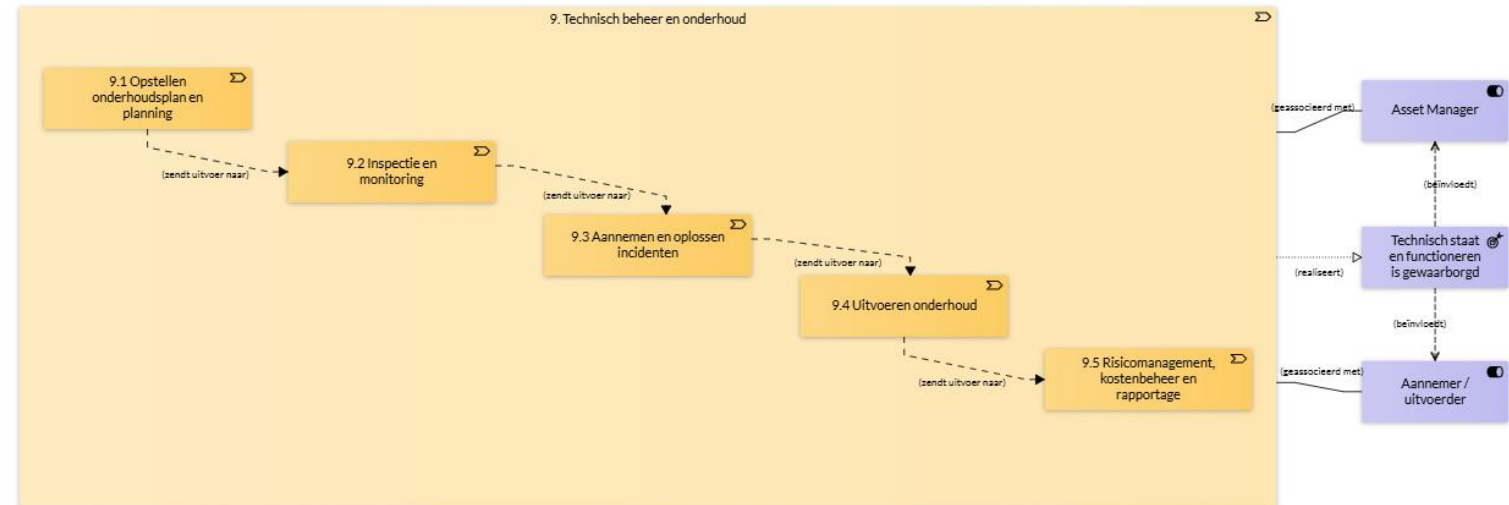 9. Technisch beheer en onderhoud
9.1 Opstellen
onderhoudsplan en
planning
(zendt uitvoer naar)
9.2 Inspectie en
monitoring
(zendt uitvoer naar)
9.3 Aannemen en oplossen
incidenten
(zendt uitvoer naar)
9.4 Uitvoeren onderhoud
(zendt uitvoer naar)
9.5 Risicomanagement,
kostenbeheer en
rapportage
(geassocieerd met)
Asset Manager
(beïnvloedt)
Technisch staat
en functioneren
is gewaarborgd
(realiseert)
(beïnvloedt)
(geassocieerd met)
Aannemer /
uitvoerder